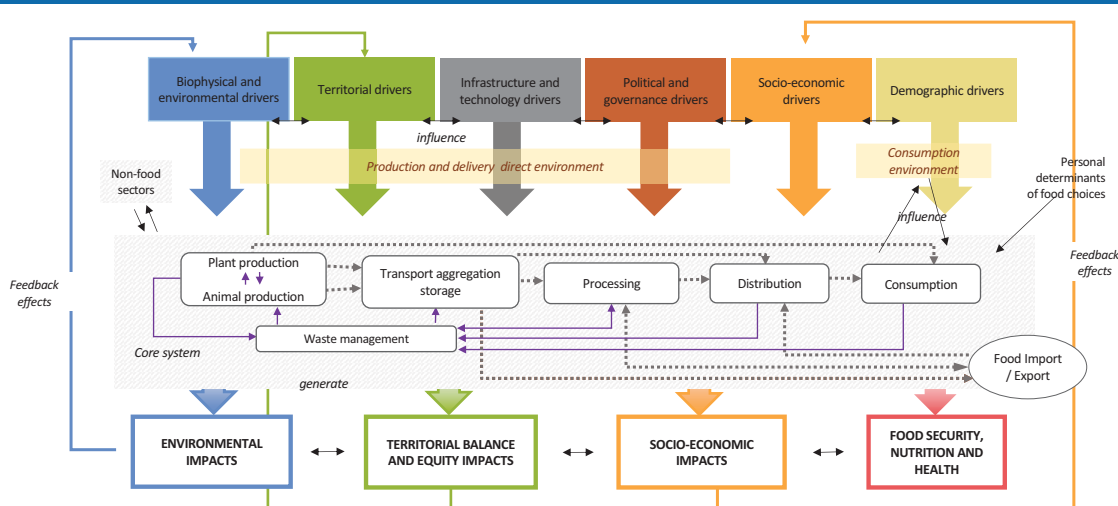 Biophysical and
environmental drivers
Territorial drivers
Infrastructure and
technology drivers
Political and
governance drivers
Socio-economic
drivers
Demographic drivers
influence
Production and delivery direct environment
Consumption
environment
Non-food
sectors
Personal
determinants
of food choices
influence
Feedback
effects
Feedback
effects
Plant production
Animal production
Transport aggregation
storage
Processing
Distribution
Consumption
Waste management
Core system
Food Import
/ Export
generate
ENVIRONMENTAL
IMPACTS
TERRITORIAL BALANCE
AND EQUITY IMPACTS
SOCIO-ECONOMIC
IMPACTS
FOOD SECURITY,
NUTRITION AND
HEALTH